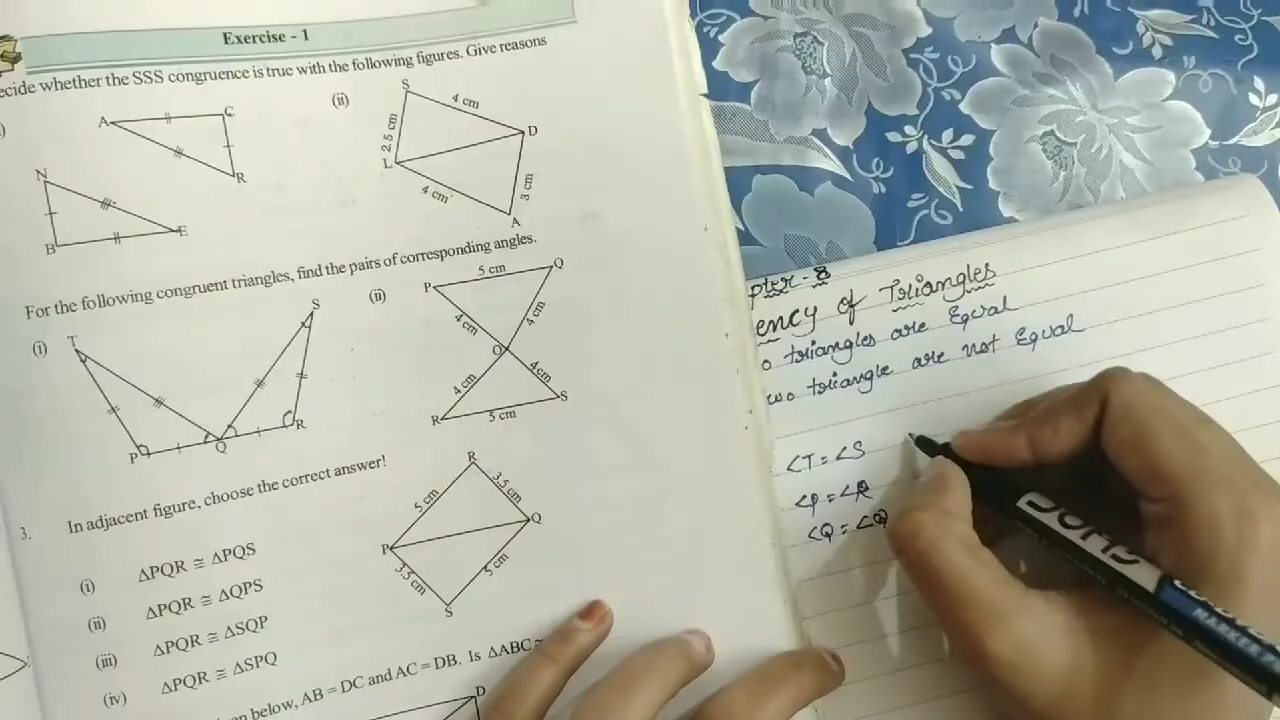 Exercise - 1
ecide whether the SSS congruence is true with the following figures. Give reasons
)
A
C
R
N
B
E
(ii)
S
4 cm
D
2.5 cm
L
4 cm
3 cm
A
For the following congruent triangles, find the pairs of corresponding angles.
(i)
T
S
P
Q
R
(ii)
P
5 cm
Q
4 cm
4 cm
O
4 cm
4cm
R
5 cm
S
3.
In adjacent figure, choose the correct answer!
(i) ΔPQR ≅ ΔPQS
(ii) ΔPQR ≅ ΔQPS
(iii) ΔPQR ≅ ΔSQP
(iv) ΔPQR ≅ ΔSPQ
R
5 cm
3.5 cm
P
Q
3.5 cm
5 cm
S
en below, AB = DC and AC = DB. Is ΔABC ≅
D
pter - 8
ency of Triangles
o triangles are Equal
wo triangle are not Equal
∠T = ∠S
∠P = ∠R
∠Q = ∠Q